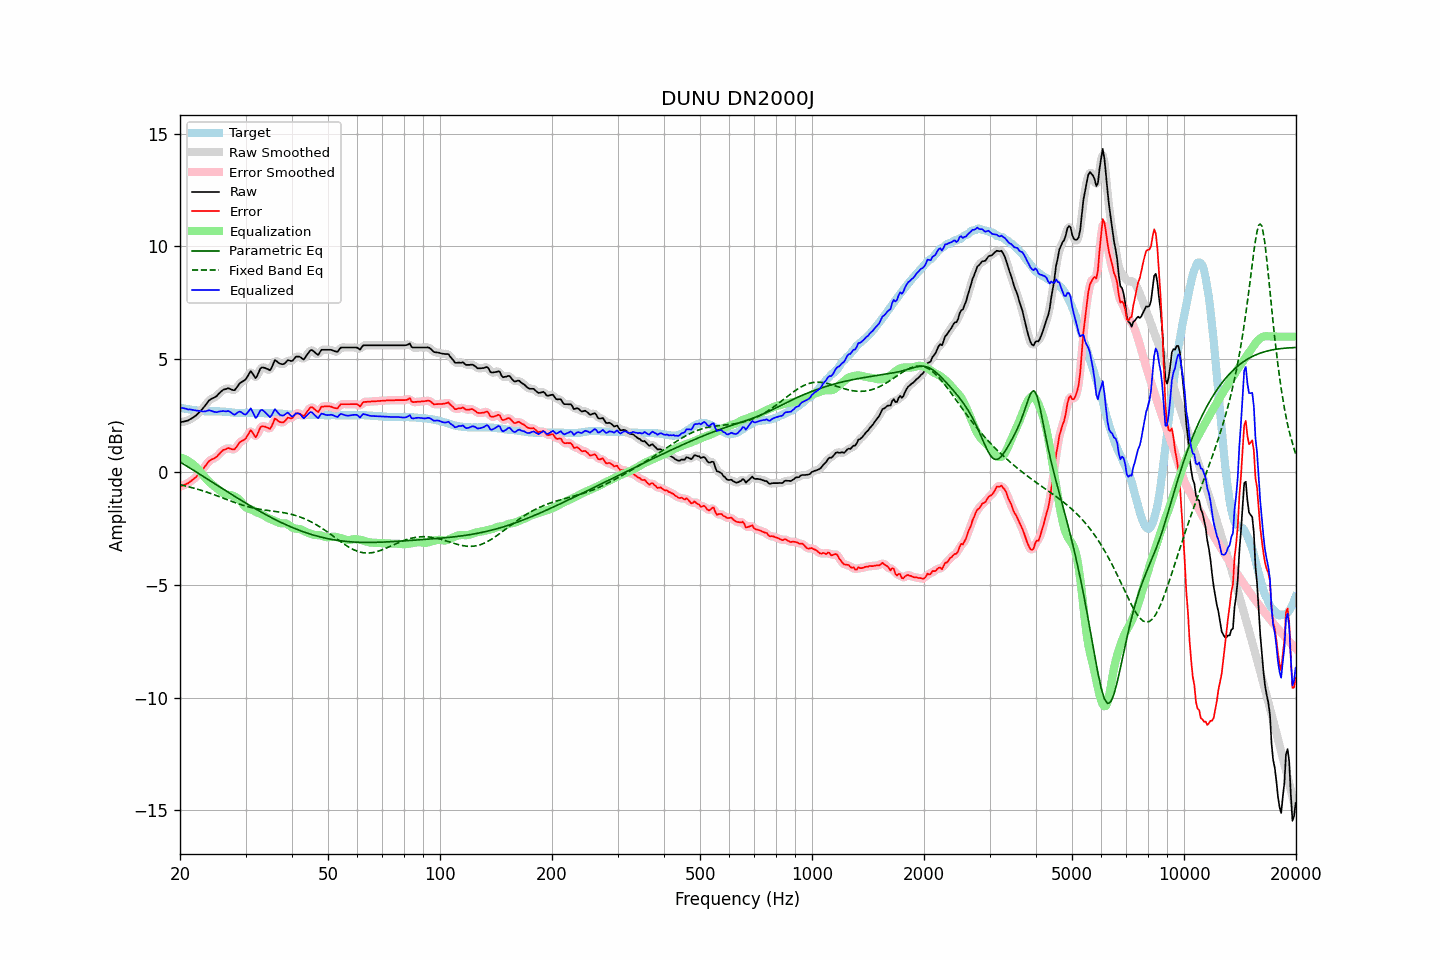 DUNU DN2000J
Target
Raw Smoothed
Error Smoothed
Raw
Error
Equalization
Parametric Eq
Fixed Band Eq
Equalized
15
10
5
0
−5
−10
−15
Amplitude (dBr)
20 50 100 200 500 1000 2000 5000 10000 20000
Frequency (Hz)